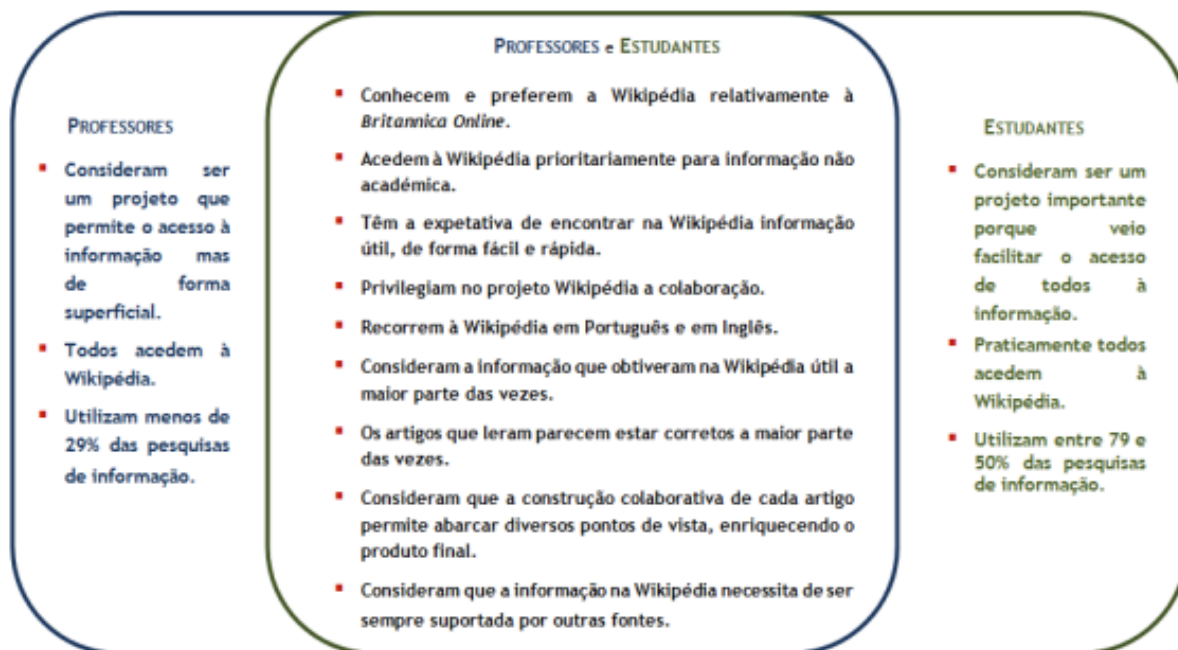 PROFESSORES
Consideram ser
um projeto que
permite o acesso à
informação mas
de forma
superficial.
Todos acedem à
Wikipédia.
Utilizam menos de
29% das pesquisas
de informação.
PROFESSORES e ESTUDANTES
Conhecem e preferem a Wikipédia relativamente à
Britannica Online.
Acedem à Wikipédia prioritariamente para informação não
académica.
Têm a expetativa de encontrar na Wikipédia informação
útil, de forma fácil e rápida.
Privilegiam no projeto Wikipédia a colaboração.
Recorrem à Wikipédia em Português e em Inglês.
Consideram a informação que obtiveram na Wikipédia útil a
maior parte das vezes.
Os artigos que leram parecem estar corretos a maior parte
das vezes.
Consideram que a construção colaborativa de cada artigo
permite abarcar diversos pontos de vista, enriquecendo o
produto final.
Consideram que a informação na Wikipédia necessita de ser
sempre suportada por outras fontes.
ESTUDANTES
Consideram ser um
projeto importante
porque veio
facilitar o acesso
de todos à
informação.
Praticamente todos
acedem à
Wikipédia.
Utilizam entre 79 e
50% das pesquisas
de informação.